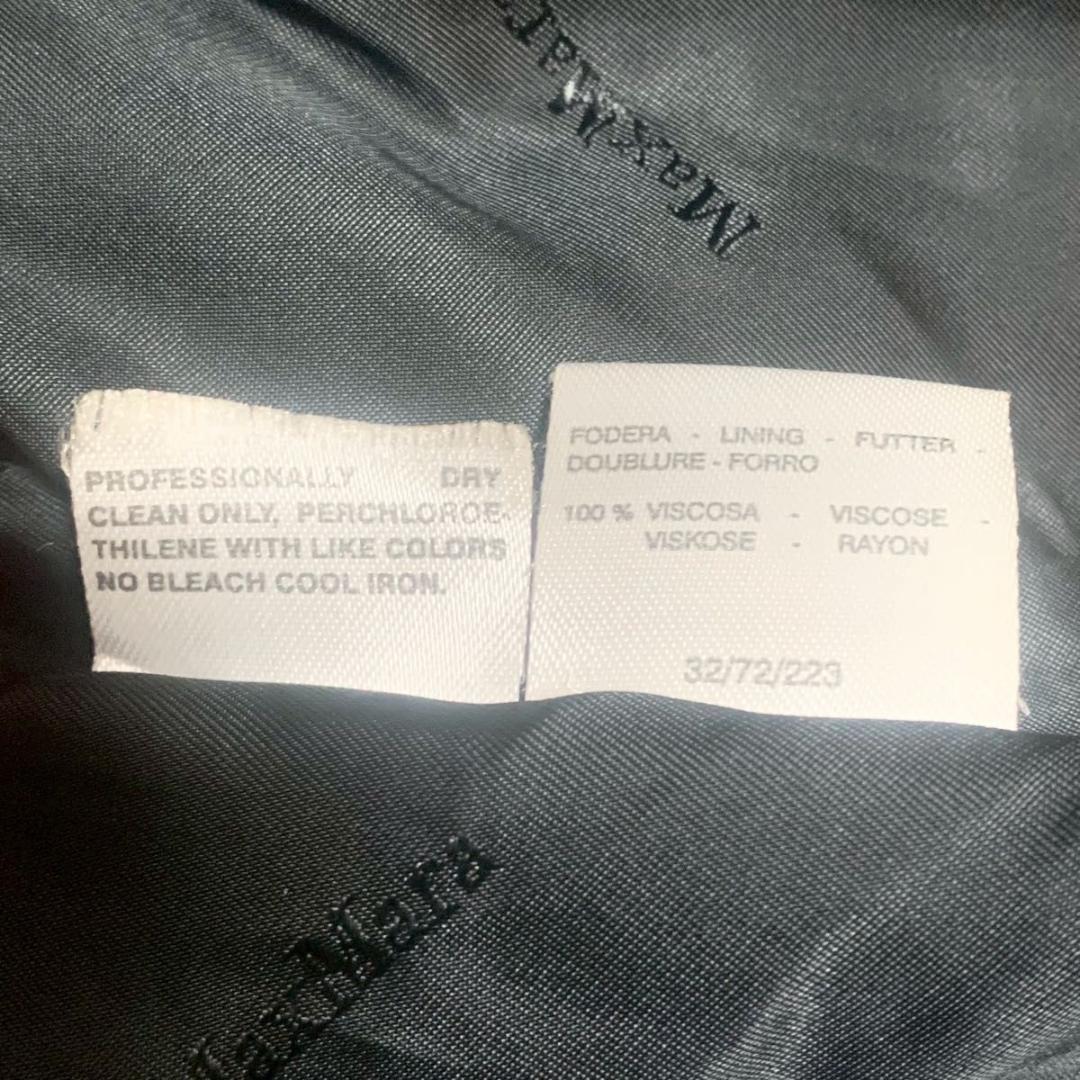 MaxMara
PROFESSIONALLY DRY
CLEAN ONLY, PERCHLOROE-
THILENE WITH LIKE COLORS
NO BLEACH COOL IRON.
FODERA - LINING - FUTTER -
DOUBLURE - FORRO
100 % VISCOSA - VISCOSE -
VISKOSE - RAYON
32/72/223
MaxMara